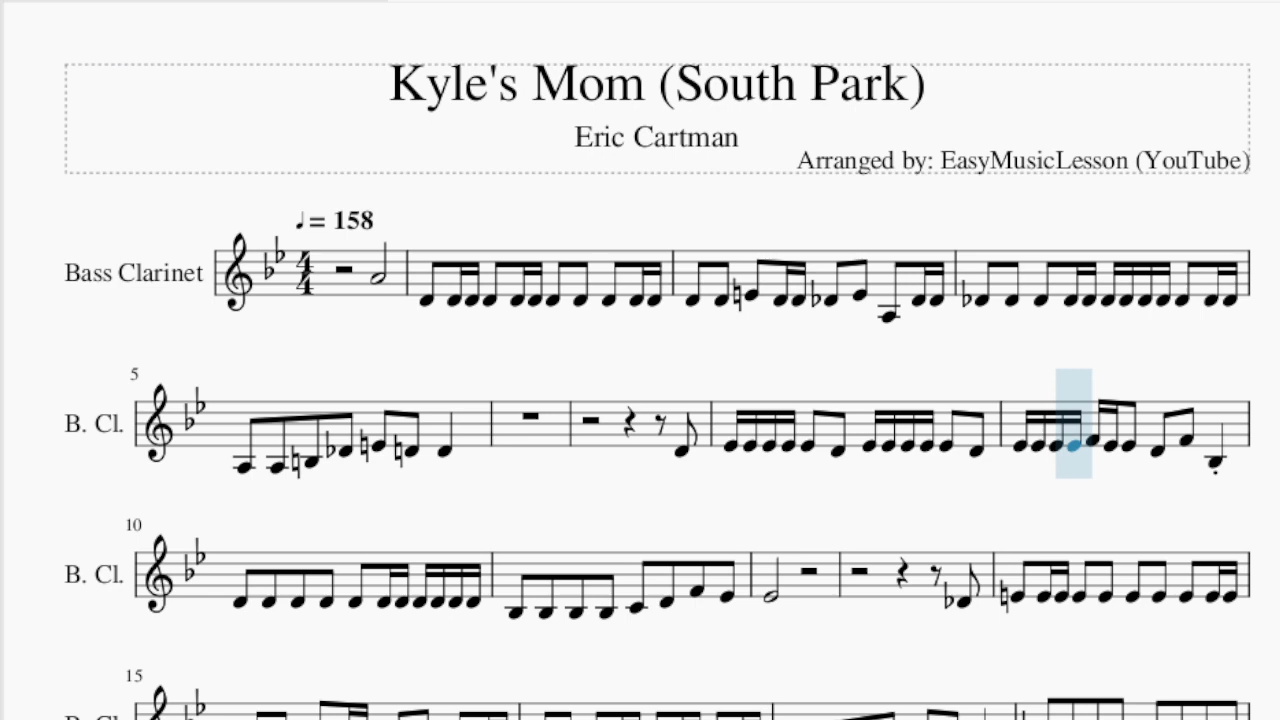 Kyle's Mom (South Park)
Eric Cartman
Arranged by: EasyMusicLesson (YouTube)
♩ = 158
Bass Clarinet
4
4
5
B. Cl.
10
B. Cl.
15
B. Cl.